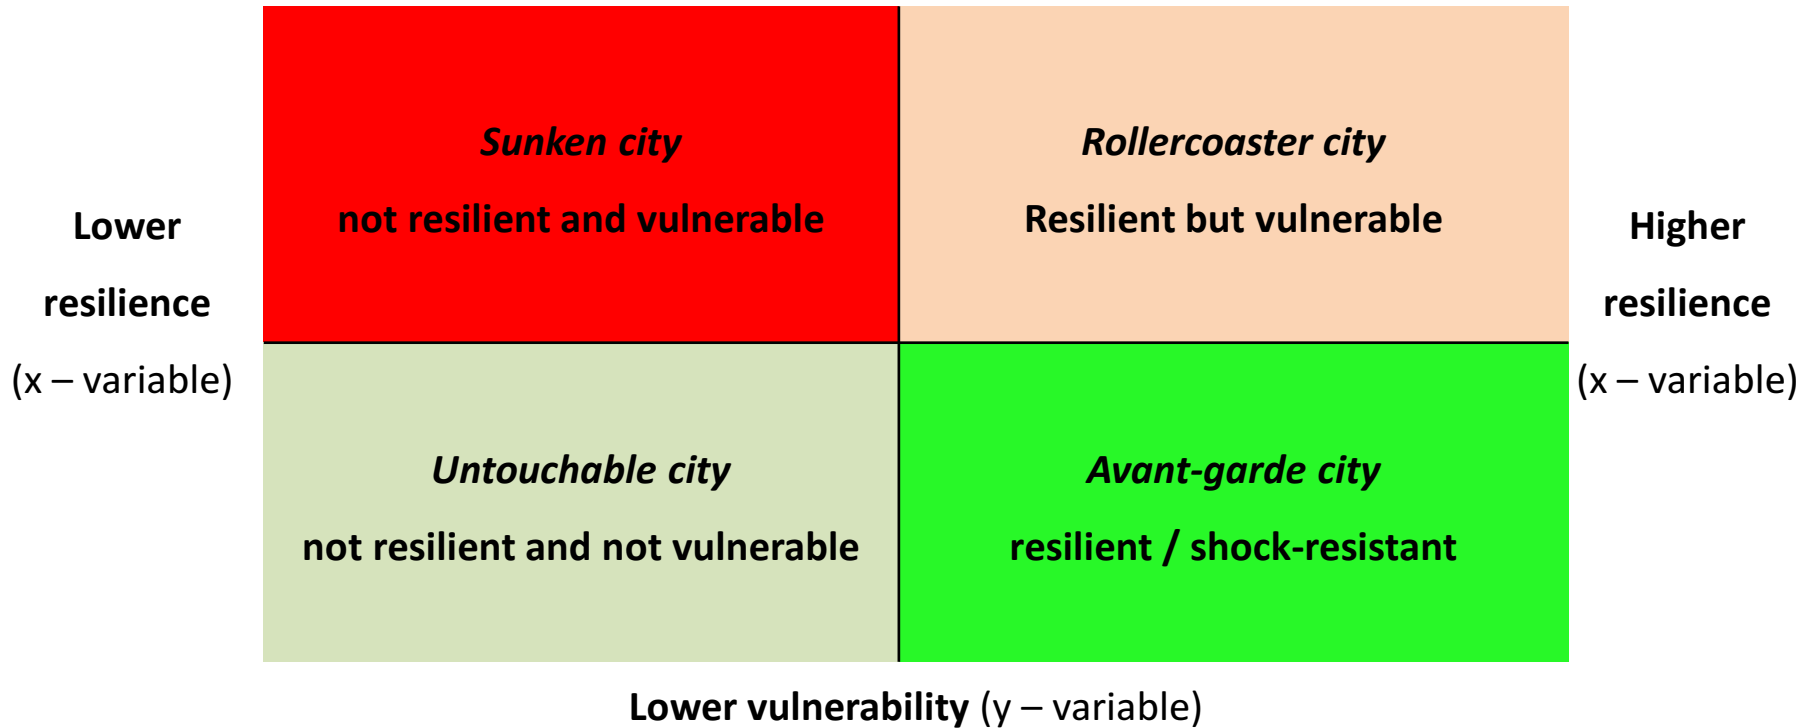 Sunken city
not resilient and vulnerable
Rollercoaster city
Resilient but vulnerable
Lower
resilience
(x – variable)
Higher
resilience
(x – variable)
Untouchable city
not resilient and not vulnerable
Avant-garde city
resilient / shock-resistant
Lower vulnerability (y – variable)